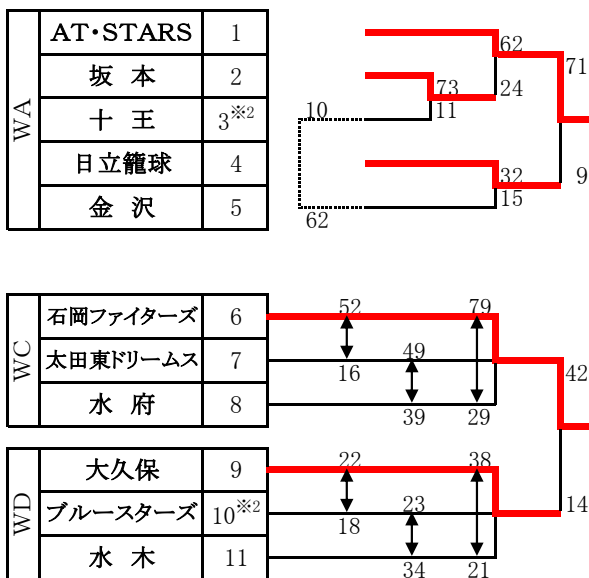 WA
AT・STARS 1
坂 本 2
十 王 3※2
日立籠球 4
金 沢 5
62
71
73 24
10 11
32 9
15
62
WC
石岡ファイターズ 6 52 79
太田東ドリームス 7 16 49 42
水 府 8 39 29
WD
大久保 9 22 38
ブルースターズ 10※2 18 23 14
水 木 11 34 21